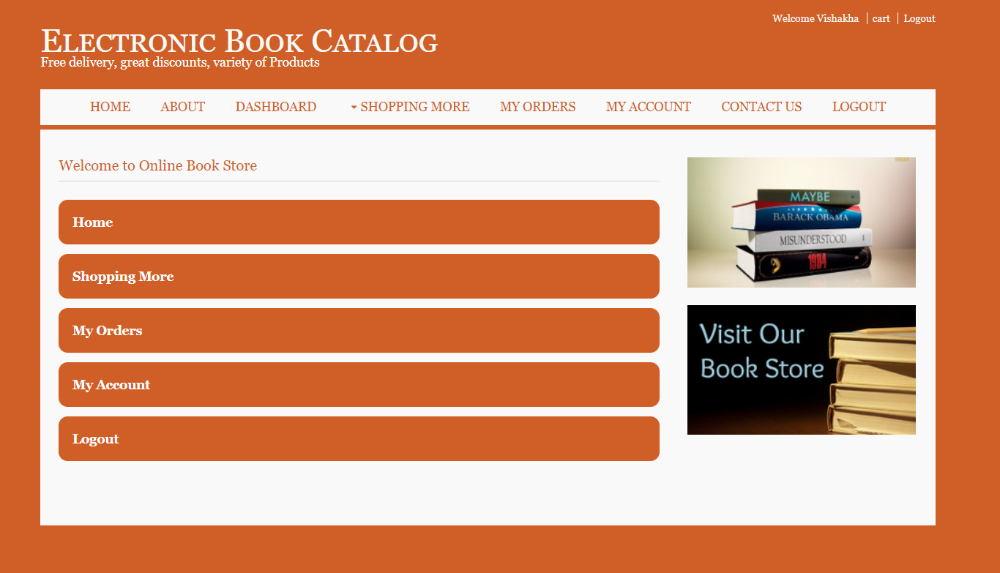 Welcome Vishakha cart Logout
Electronic Book Catalog
Free delivery, great discounts, variety of Products
HOME ABOUT DASHBOARD SHOPPING MORE MY ORDERS MY ACCOUNT CONTACT US LOGOUT
Welcome to Online Book Store
Home
Shopping More
My Orders
My Account
Logout
MAYBE
BARACK OBAMA
MISUNDERSTOOD
1984
Visit Our
Book Store